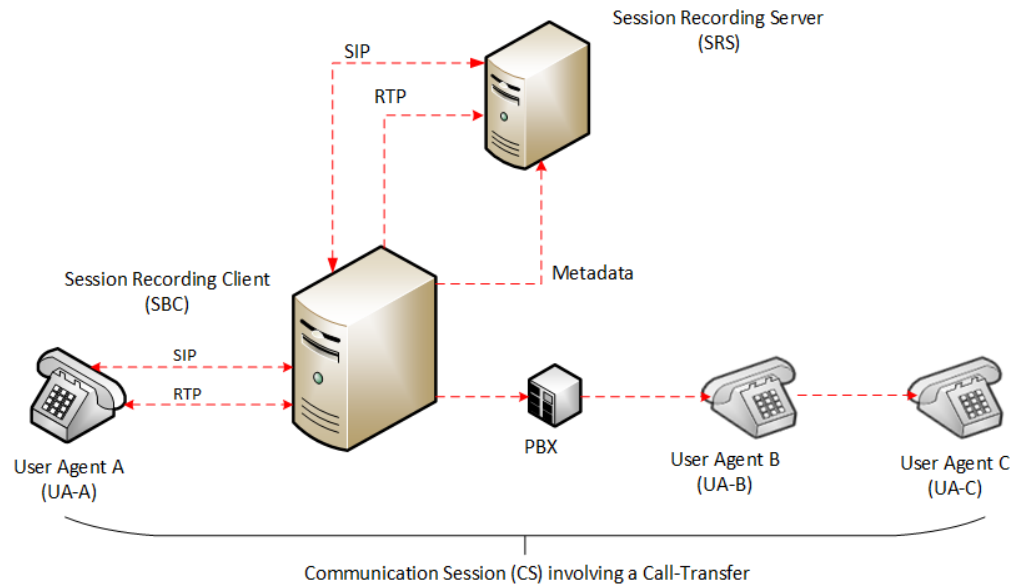 Session Recording Server
(SRS)
SIP
RTP
Session Recording Client
(SBC)
Metadata
SIP
RTP
PBX
User Agent A
(UA-A)
User Agent B
(UA-B)
User Agent C
(UA-C)
Communication Session (CS) involving a Call-Transfer